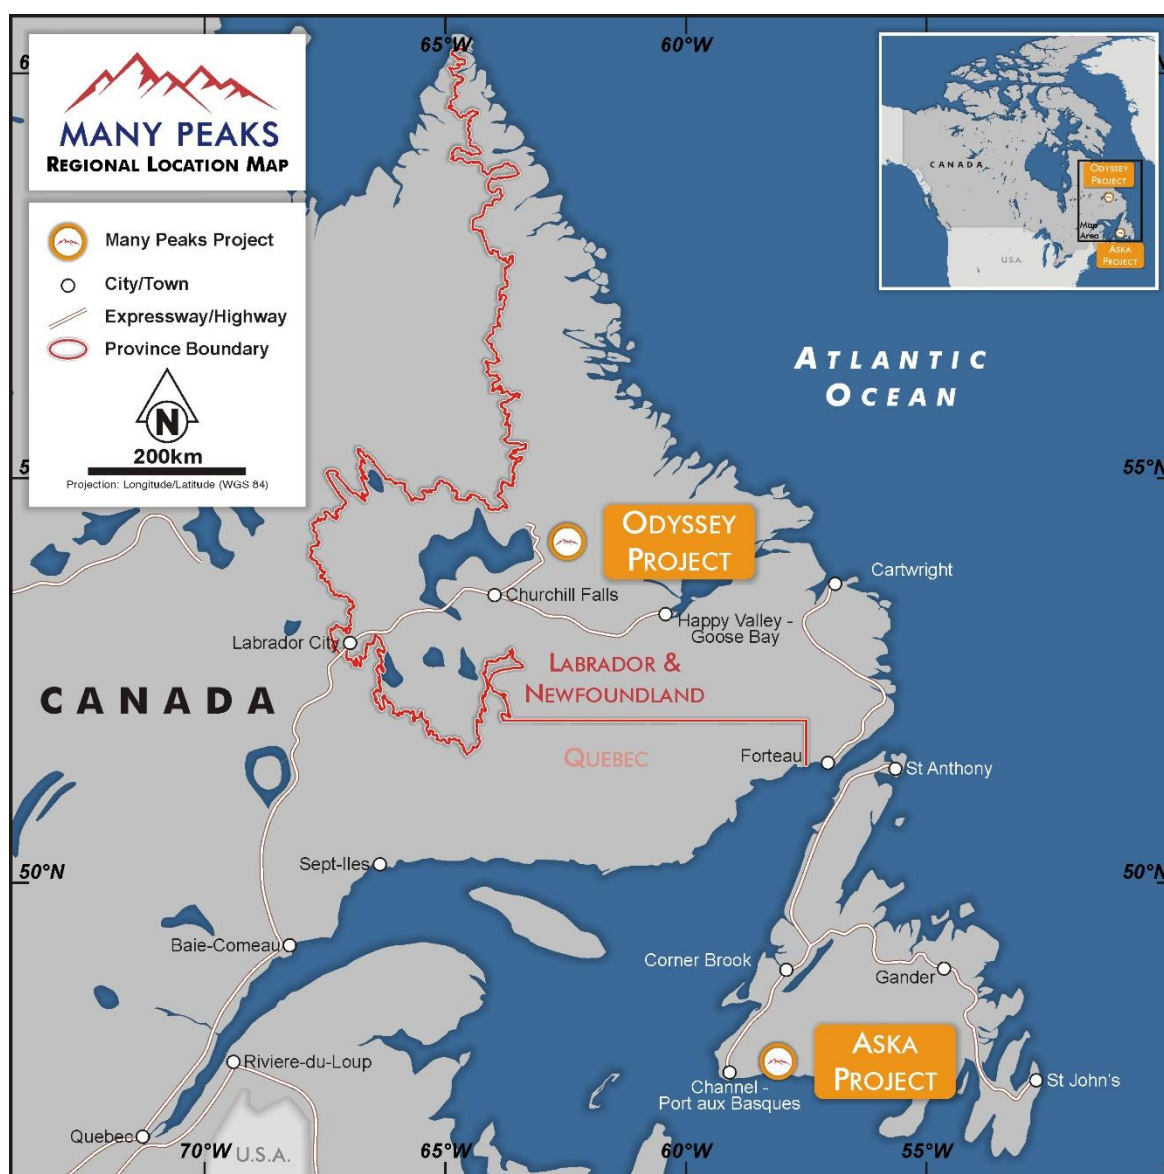 65°W
60°W
MANY PEAKS
REGIONAL LOCATION MAP
Many Peaks Project
City/Town
Expressway/Highway
Province Boundary
N
200km
Projection: Longitude/Latitude (WGS 84)
CANADA
ODYSSEY
PROJECT
Map
Area
ASKA
PROJECT
U.S.A.
ATLANTIC
OCEAN
55°N
ODYSSEY
PROJECT
Cartwright
Churchill Falls
Happy Valley -
Goose Bay
Labrador City
LABRADOR &
NEWFOUNDLAND
CANADA
QUEBEC
Forteau
St Anthony
Sept-Iles
50°N
50°N
Baie-Comeau
Corner Brook
Gander
ASKA
PROJECT
Riviere-du-Loup
Channel -
Port aux Basques
St John's
Quebec
70°W
U.S.A.
65°W
60°W
55°W